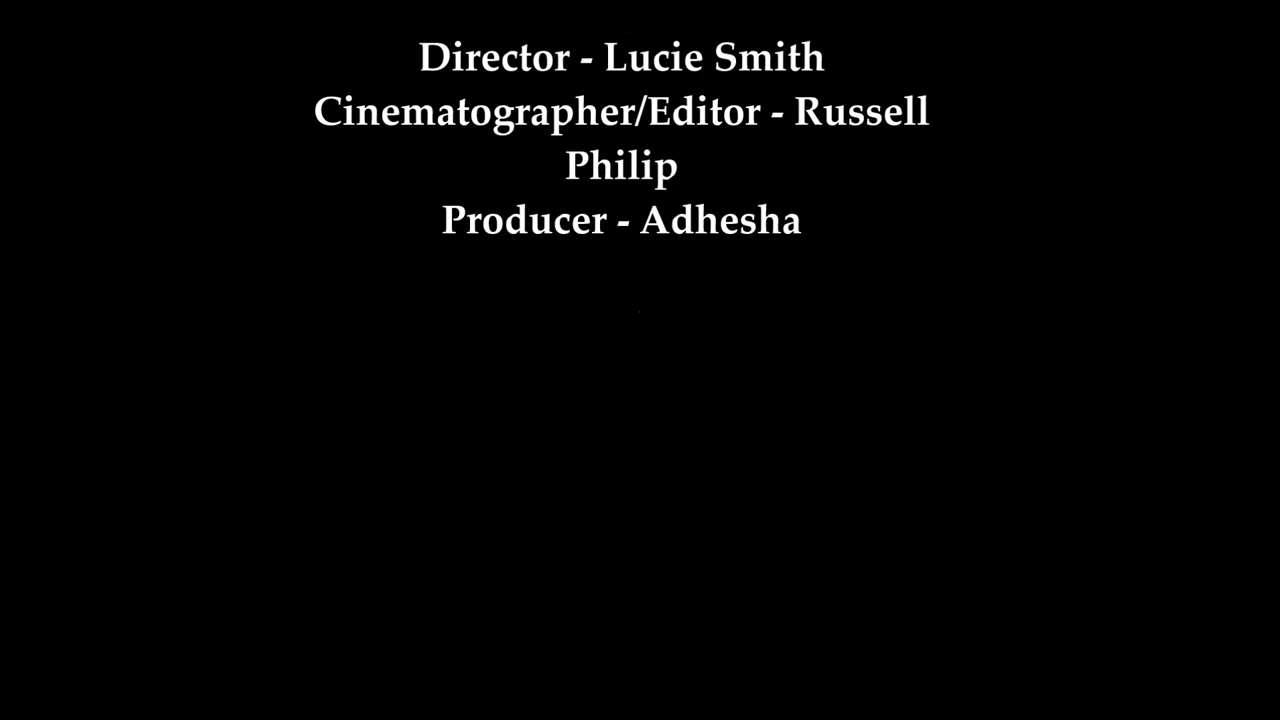 Director - Lucie Smith
Cinematographer/Editor - Russell
Philip
Producer - Adhesha